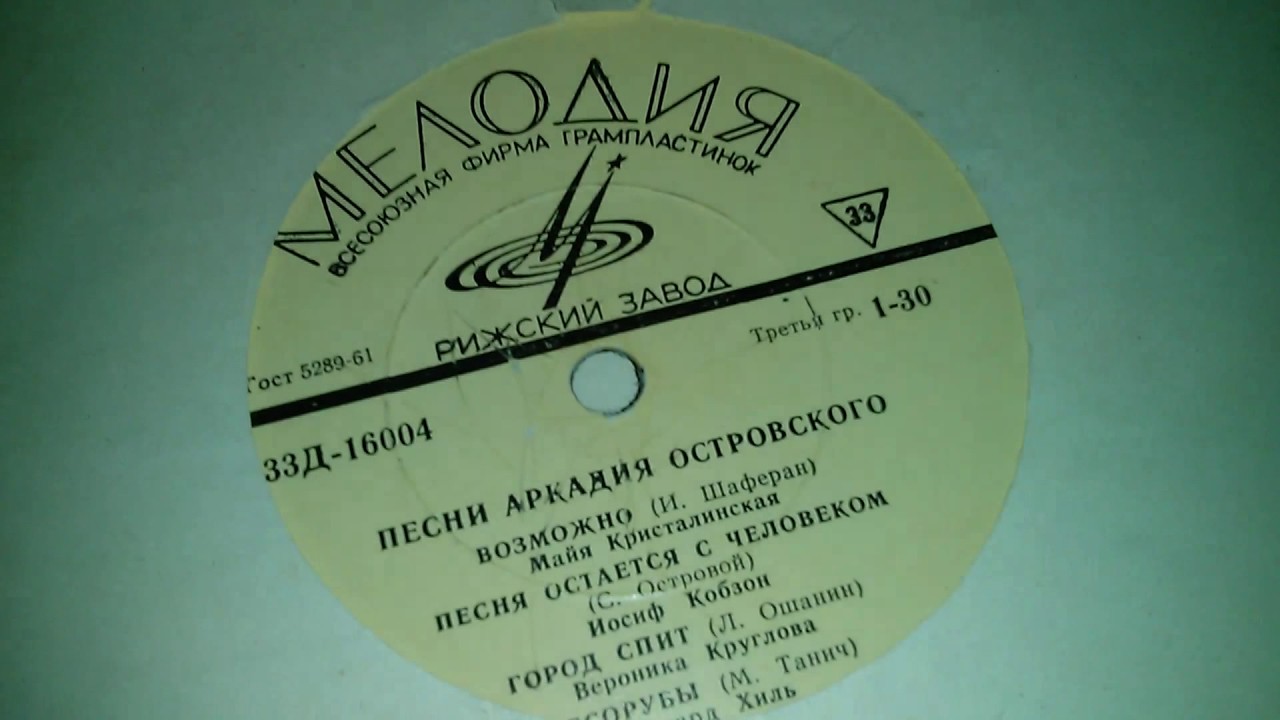 МЕЛОДИЯ
ВСЕСОЮЗНАЯ ФИРМА ГРАМПЛАСТИНОК
33
РИЖСКИЙ ЗАВОД
Гост 5289-61
Третья гр. 1-30
33Д-16004
ПЕСНИ АРКАДИЯ ОСТРОВСКОГО
ВОЗМОЖНО (И. Шаферан)
Майя Кристалинская
ПЕСНЯ ОСТАЕТСЯ С ЧЕЛОВЕКОМ
(С. Островой)
Иосиф Кобзон
ГОРОД СПИТ (Л. Ошанин)
Вероника Круглова
(М. Танич)
Хиль